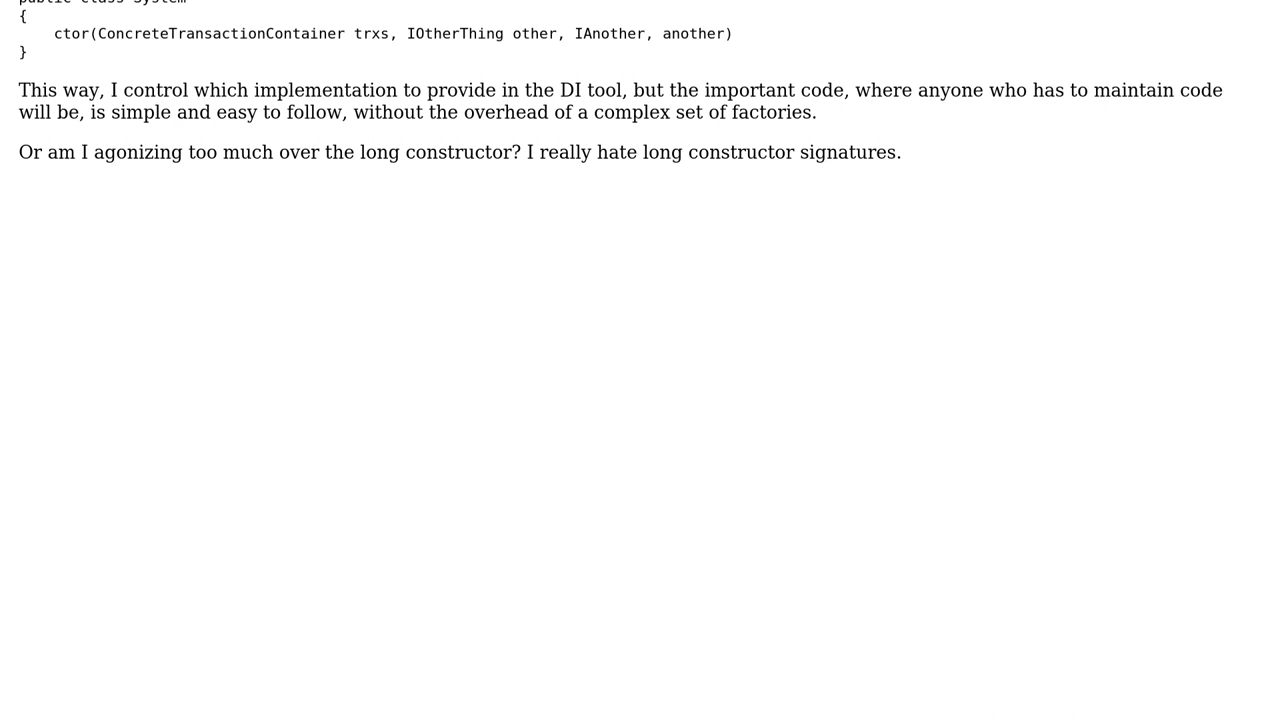 public class System
{
    ctor(ConcreteTransactionContainer trxs, IOtherThing other, IAnother, another)
}
This way, I control which implementation to provide in the DI tool, but the important code, where anyone who has to maintain code
will be, is simple and easy to follow, without the overhead of a complex set of factories.
Or am I agonizing too much over the long constructor? I really hate long constructor signatures.